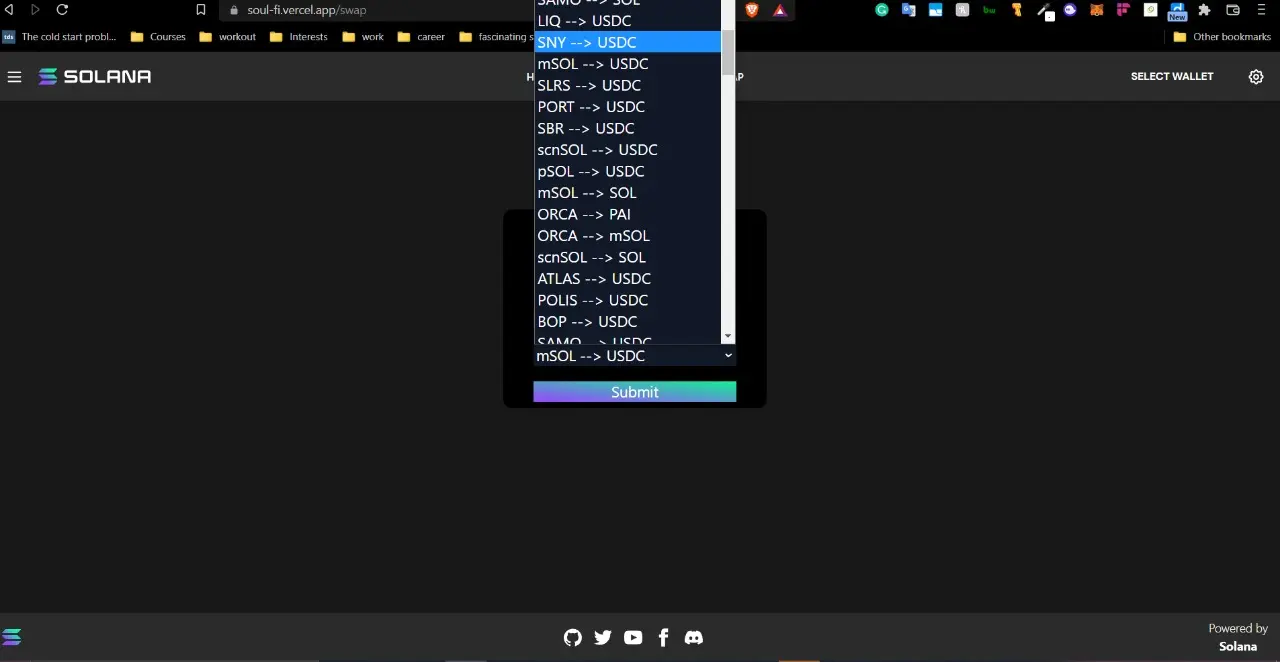 soul-fi.vercel.app/swap
New
tds The cold start probl... Courses workout Interests work career fascinating s Other bookmarks
SOLANA
SELECT WALLET
SAMO --> SOL
LIQ --> USDC
SNY --> USDC
mSOL --> USDC
SLRS --> USDC
PORT --> USDC
SBR --> USDC
scnSOL --> USDC
pSOL --> USDC
mSOL --> SOL
ORCA --> PAI
ORCA --> mSOL
scnSOL --> SOL
ATLAS --> USDC
POLIS --> USDC
BOP --> USDC
SAMO --> USDC
mSOL --> USDC
Submit
Powered by
Solana